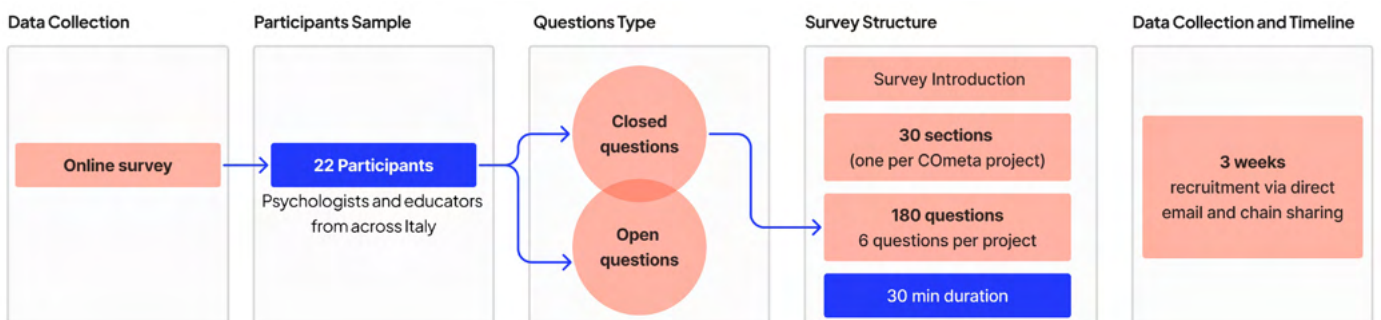 Data Collection
Participants Sample
Questions Type
Survey Structure
Data Collection and Timeline
Online survey
22 Participants
Psychologists and educators
from across Italy
Closed
questions
Open
questions
Survey Introduction
30 sections
(one per COmeta project)
180 questions
6 questions per project
30 min duration
3 weeks
recruitment via direct
email and chain sharing